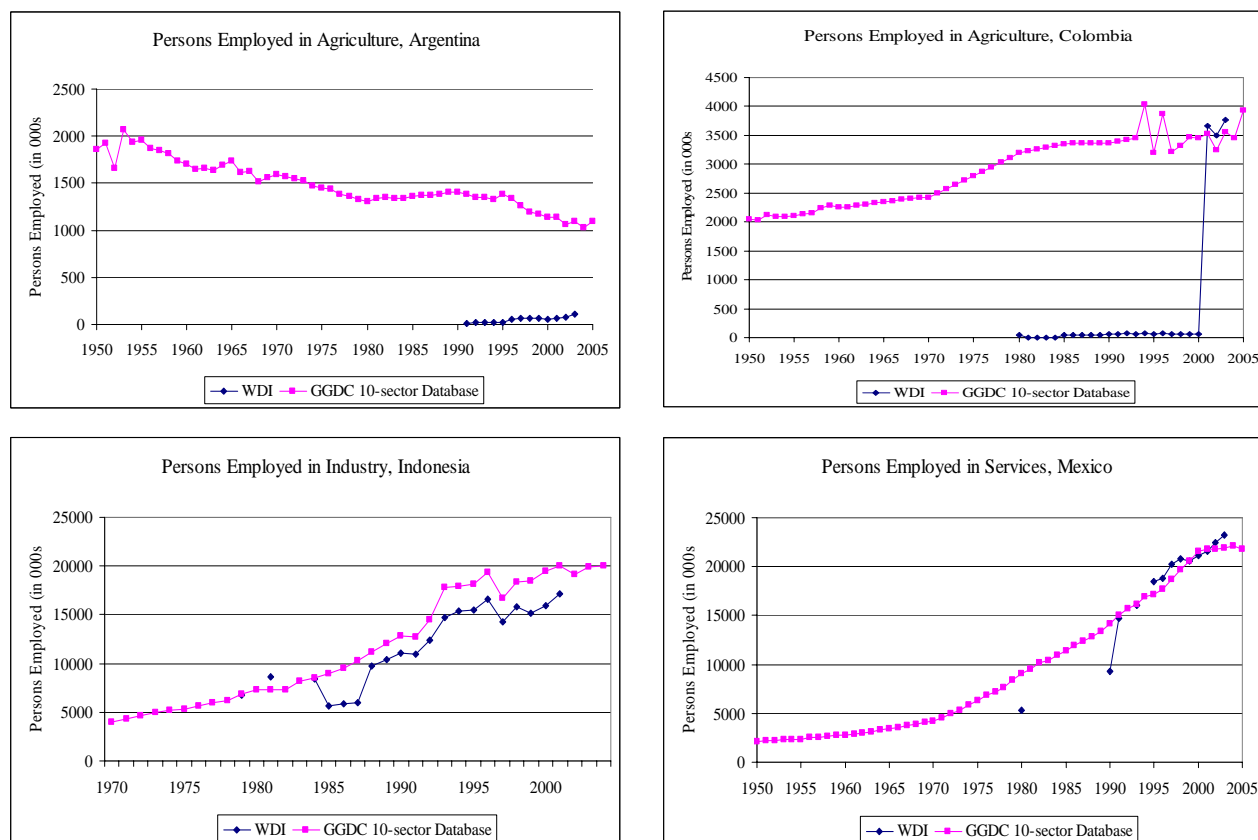 Persons Employed in Agriculture, Argentina
Persons Employed (in 000s
2500
2000
1500
1000
500
0
1950 1955 1960 1965 1970 1975 1980 1985 1990 1995 2000 2005
WDI GGDC 10-sector Database
Persons Employed in Agriculture, Colombia
Persons Employed (in 000s
4500
4000
3500
3000
2500
2000
1500
1000
500
0
1950 1955 1960 1965 1970 1975 1980 1985 1990 1995 2000 2005
WDI GGDC 10-sector Database
Persons Employed in Industry, Indonesia
Persons Employed (in 000s
25000
20000
15000
10000
5000
0
1970 1975 1980 1985 1990 1995 2000
WDI GGDC 10-sector Database
Persons Employed in Services, Mexico
Persons Employed (in 000s
25000
20000
15000
10000
5000
0
1950 1955 1960 1965 1970 1975 1980 1985 1990 1995 2000 2005
WDI GGDC 10-sector Database